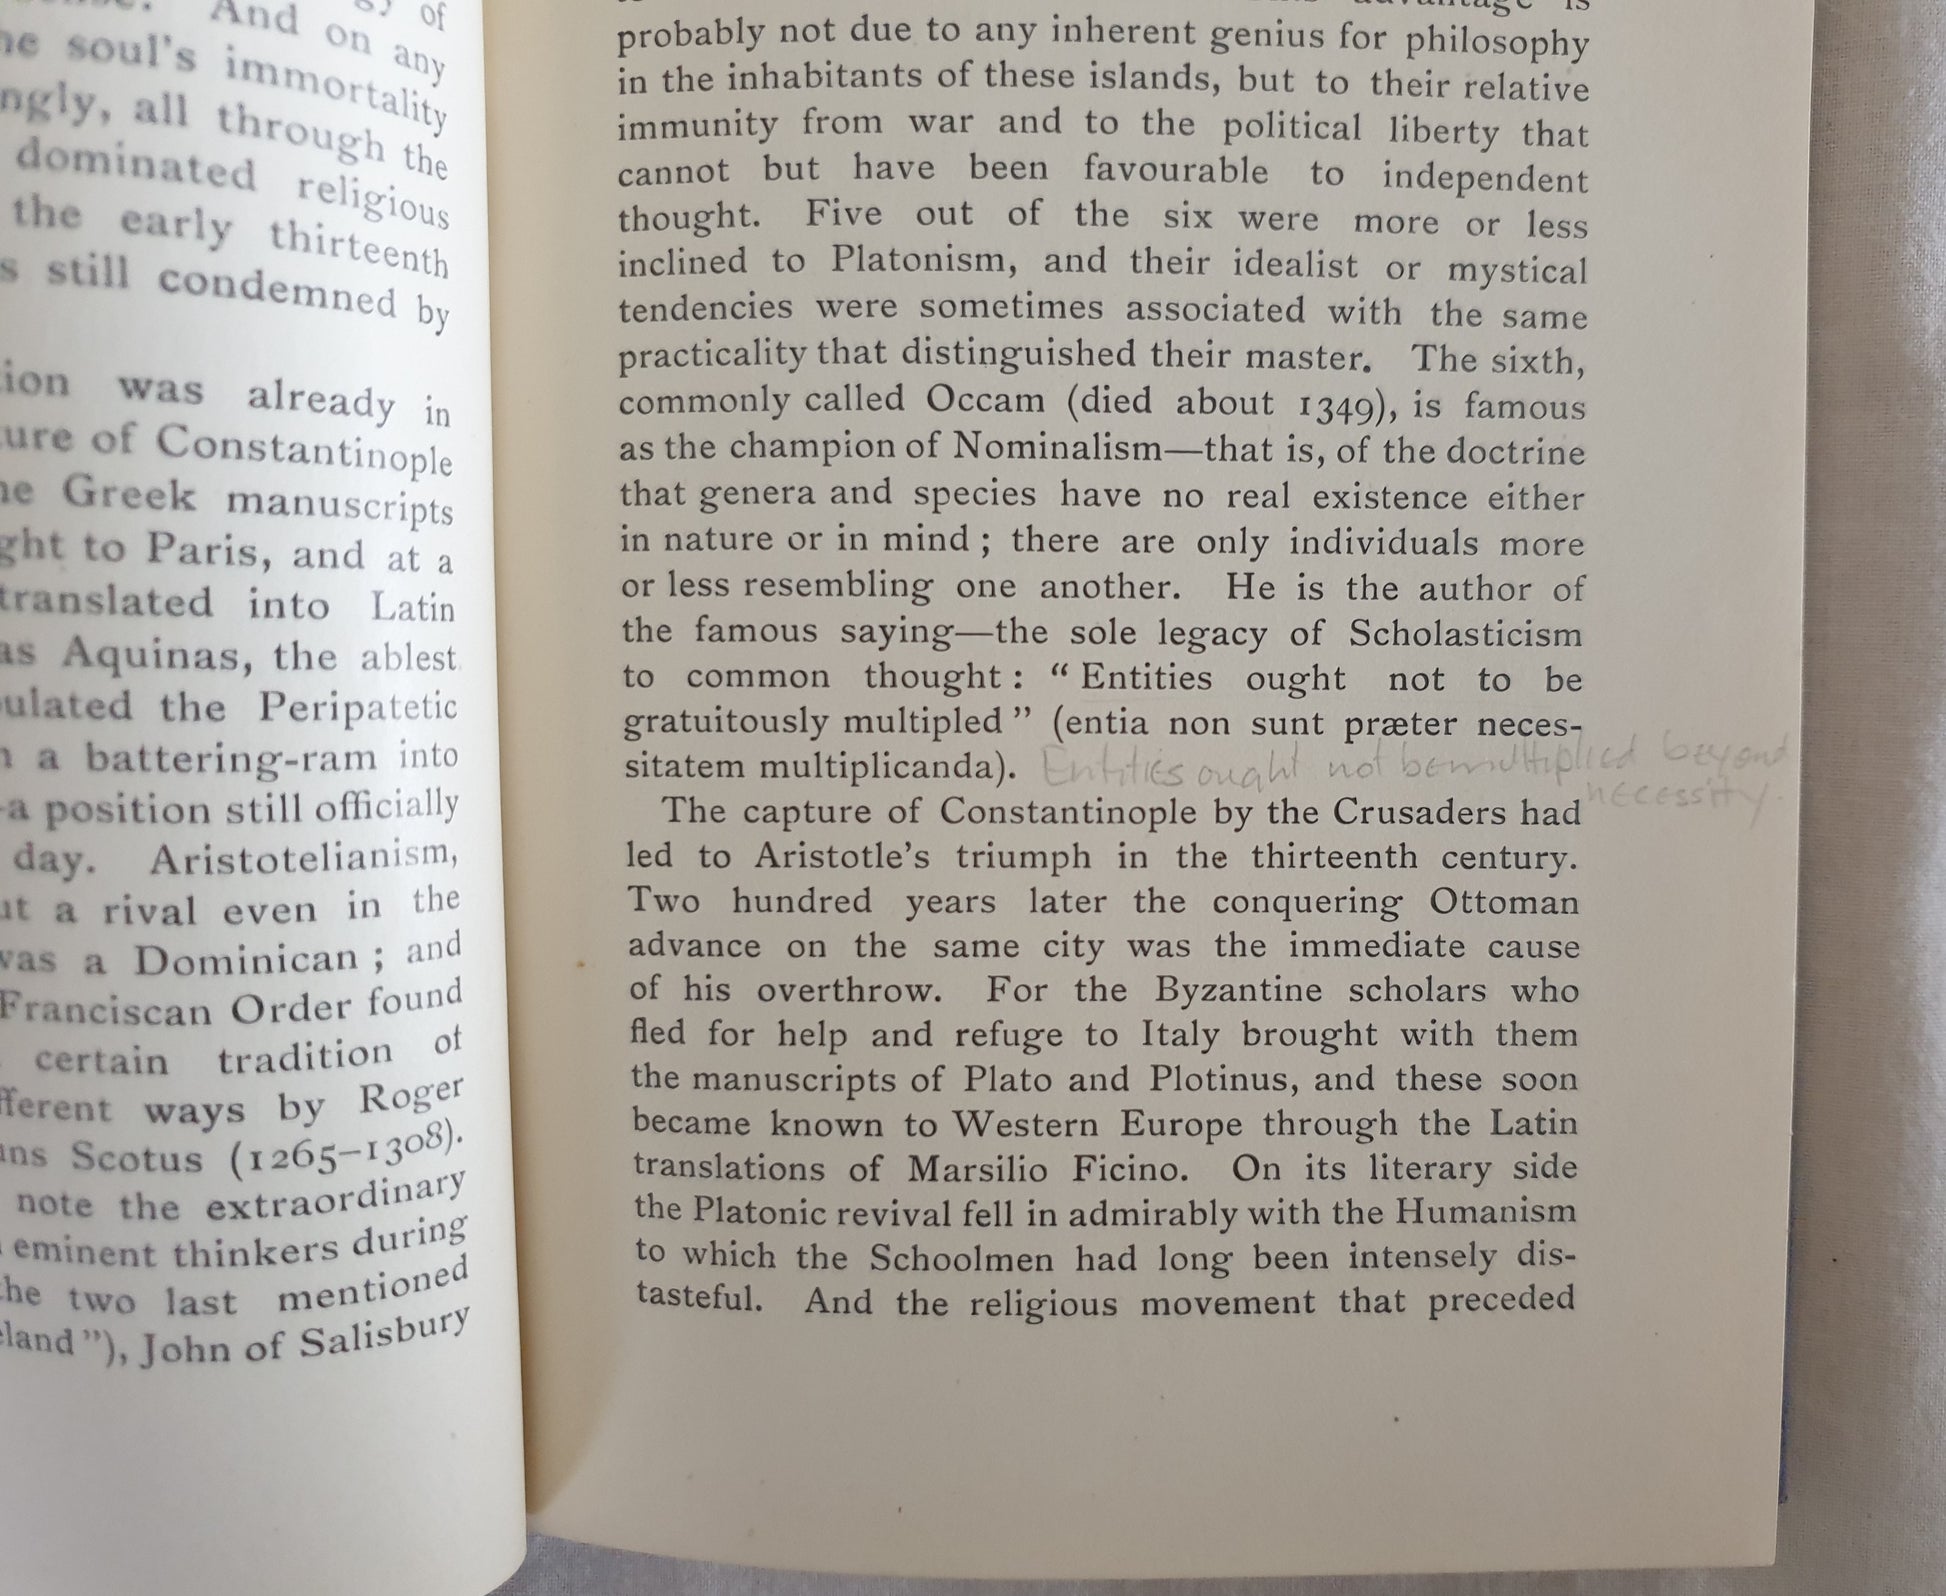 of
And on any
soul's immortality
all through the
dominated religious
the early thirteenth
still condemned by
was already in
of Constantinople
Greek manuscripts
to Paris, and at a
translated into Latin
Aquinas, the ablest
the Peripatetic
a battering-ram into
a position still officially
day. Aristotelianism,
a rival even in the
a Dominican ; and
Franciscan Order found
certain tradition of
ways by Roger
Scotus (1265–1308).
note the extraordinary
eminent thinkers during
two last mentioned
John of Salisbury
is
probably not due to any inherent genius for philosophy
in the inhabitants of these islands, but to their relative
immunity from war and to the political liberty that
cannot but have been favourable to independent
thought. Five out of the six were more or less
inclined to Platonism, and their idealist or mystical
tendencies were sometimes associated with the same
practicality that distinguished their master. The sixth,
commonly called Occam (died about 1349), is famous
as the champion of Nominalism—that is, of the doctrine
that genera and species have no real existence either
in nature or in mind ; there are only individuals more
or less resembling one another. He is the author of
the famous saying—the sole legacy of Scholasticism
to common thought : “ Entities ought not to be
gratuitously multipled ” (entia non sunt præter neces-
sitatem multiplicanda). Entities ought not be multiplied beyond
necessity.
The capture of Constantinople by the Crusaders had
led to Aristotle's triumph in the thirteenth century.
Two hundred years later the conquering Ottoman
advance on the same city was the immediate cause
of his overthrow. For the Byzantine scholars who
fled for help and refuge to Italy brought with them
the manuscripts of Plato and Plotinus, and these soon
became known to Western Europe through the Latin
translations of Marsilio Ficino. On its literary side
the Platonic revival fell in admirably with the Humanism
to which the Schoolmen had long been intensely dis-
tasteful. And the religious movement that preceded